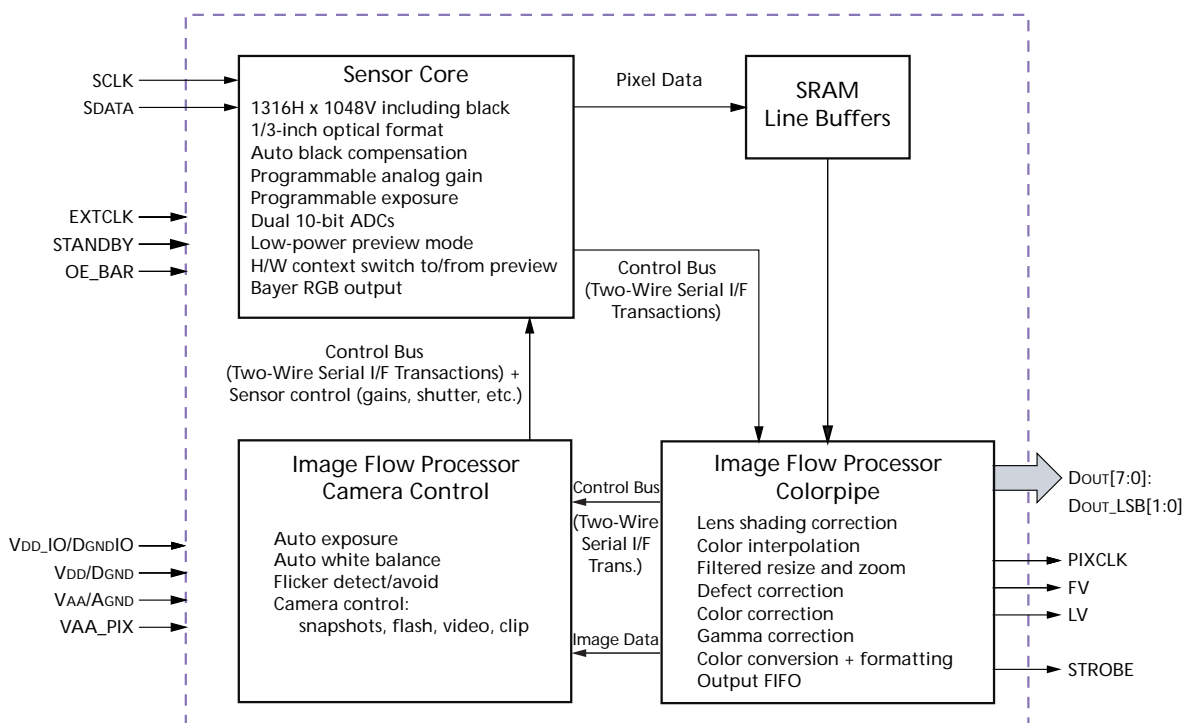 SCLK
SDATA
EXTCLK
STANDBY
OE_BAR
VDD_IO/DGNDIO
VDD/DGND
VAA/AGND
VAA_PIX
Sensor Core
1316H x 1048V including black
1/3-inch optical format
Auto black compensation
Programmable analog gain
Programmable exposure
Dual 10-bit ADCs
Low-power preview mode
H/W context switch to/from preview
Bayer RGB output
Pixel Data
SRAM
Line Buffers
Control Bus
(Two-Wire Serial I/F
Transactions)
Control Bus
(Two-Wire Serial I/F Transactions) +
Sensor control (gains, shutter, etc.)
Image Flow Processor
Camera Control
Auto exposure
Auto white balance
Flicker detect/avoid
Camera control:
snapshots, flash, video, clip
Control Bus
(Two-Wire
Serial I/F
Trans.)
Image Data
Image Flow Processor
Colorpipe
Lens shading correction
Color interpolation
Filtered resize and zoom
Defect correction
Color correction
Gamma correction
Color conversion + formatting
Output FIFO
DOUT[7:0]:
DOUT_LSB[1:0]
PIXCLK
FV
LV
STROBE